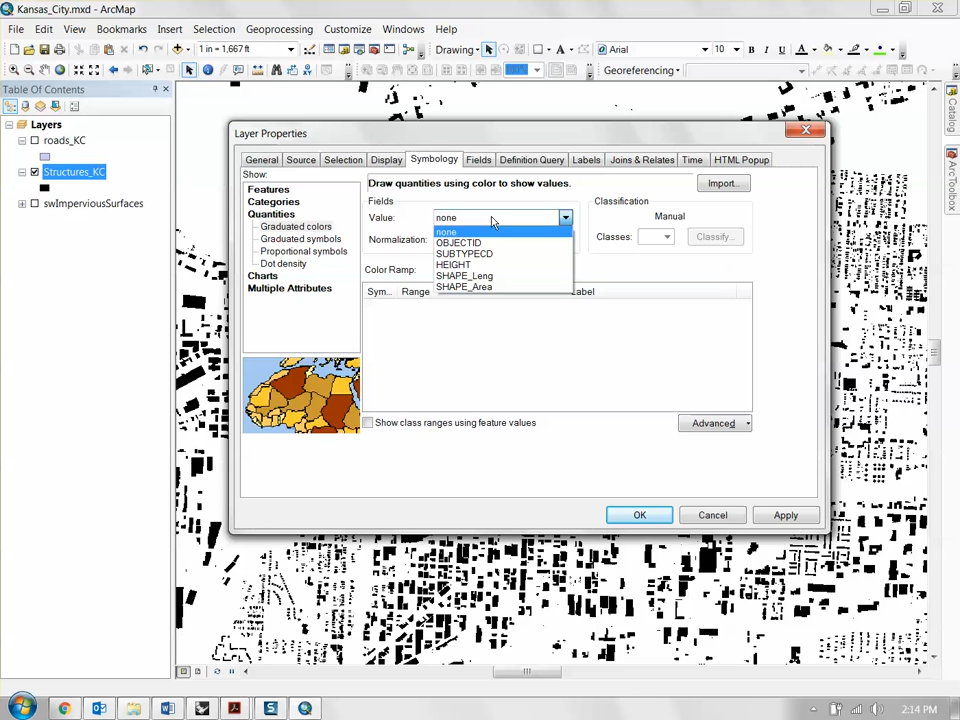 Kansas_City.mxd - ArcMap
File Edit View Bookmarks Insert Selection Geoprocessing Customize Windows Help
1 in = 1,667 ft Drawing Arial 10 B I U A
100% Georeferencing
Table Of Contents
Layers
roads_KC
Structures_KC
swImperviousSurfaces
Catalog
ArcToolbox
Layer Properties
General Source Selection Display Symbology Fields Definition Query Labels Joins & Relates Time HTML Popup
Show:
Features
Categories
Quantities
Graduated colors
Graduated symbols
Proportional symbols
Dot density
Charts
Multiple Attributes
Draw quantities using color to show values.
Import...
Fields
Value: none
none
OBJECTID
SUBTYPECD
HEIGHT
SHAPE_Leng
SHAPE_Area
Normalization:
Classification
Manual
Classes: Classify...
Color Ramp:
Sym... Range Label
Show class ranges using feature values
Advanced
OK Cancel Apply
2:14 PM